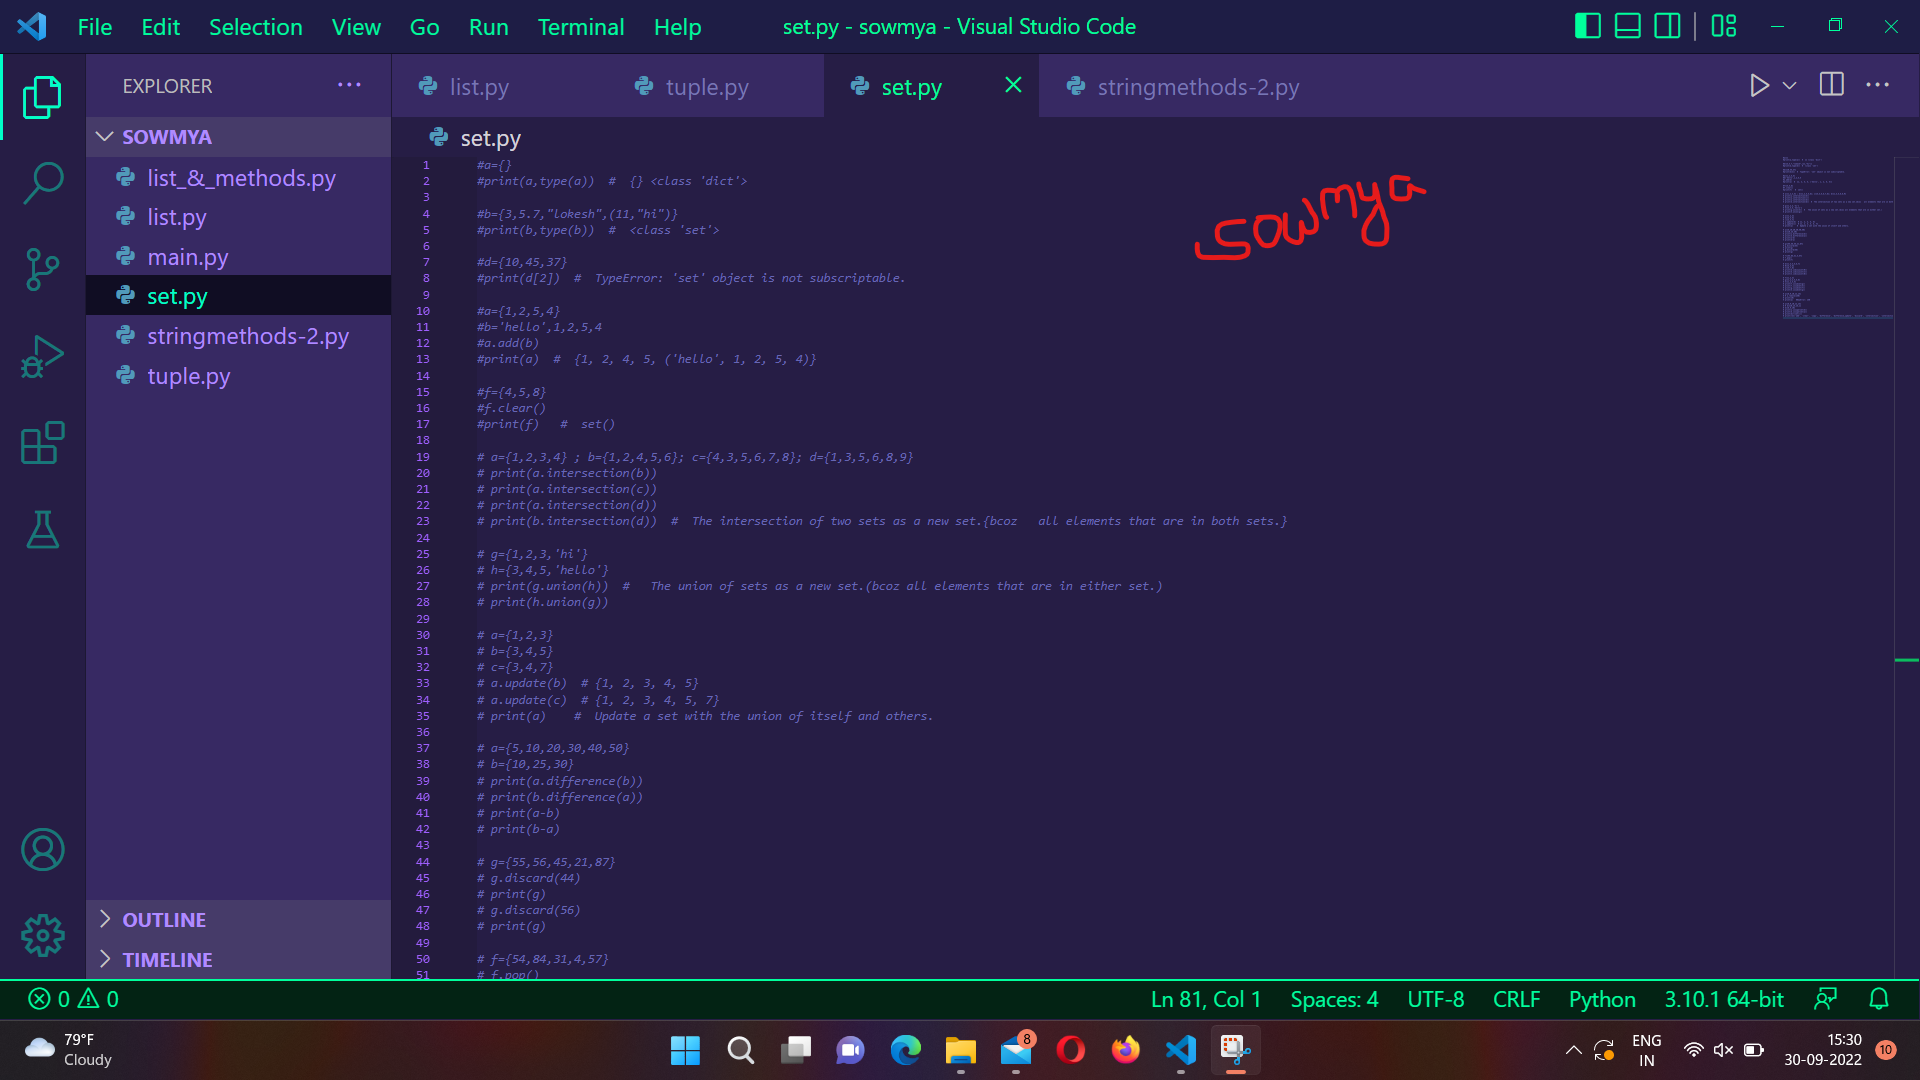 File Edit Selection View Go Run Terminal Help set.py - sowmya - Visual Studio Code
EXPLORER
list.py tuple.py set.py stringmethods-2.py
SOWMYA
list_&_methods.py
list.py
main.py
set.py
stringmethods-2.py
tuple.py
OUTLINE
TIMELINE
set.py
sowmya
1 #a={}
2 #print(a,type(a))  #  {} <class 'dict'>
3
4 #b={3,5.7,"lokesh",(11,"hi")}
5 #print(b,type(b))  #  <class 'set'>
6
7 #d={10,45,37}
8 #print(d[2])  #  TypeError: 'set' object is not subscriptable.
9
10 #a={1,2,5,4}
11 #b='hello',1,2,5,4
12 #a.add(b)
13 #print(a)  #  {1, 2, 4, 5, ('hello', 1, 2, 5, 4)}
14
15 #f={4,5,8}
16 #f.clear()
17 #print(f)   #  set()
18
19 # a={1,2,3,4} ; b={1,2,4,5,6}; c={4,3,5,6,7,8}; d={1,3,5,6,8,9}
20 # print(a.intersection(b))
21 # print(a.intersection(c))
22 # print(a.intersection(d))
23 # print(b.intersection(d))  #  The intersection of two sets as a new set.{bcoz   all elements that are in both sets.}
24
25 # g={1,2,3,'hi'}
26 # h={3,4,5,'hello'}
27 # print(g.union(h))  #   The union of sets as a new set.(bcoz all elements that are in either set.)
28 # print(h.union(g))
29
30 # a={1,2,3}
31 # b={3,4,5}
32 # c={3,4,7}
33 # a.update(b)  # {1, 2, 3, 4, 5}
34 # a.update(c)  # {1, 2, 3, 4, 5, 7}
35 # print(a)    #  Update a set with the union of itself and others.
36
37 # a={5,10,20,30,40,50}
38 # b={10,25,30}
39 # print(a.difference(b))
40 # print(b.difference(a))
41 # print(a-b)
42 # print(b-a)
43
44 # g={55,56,45,21,87}
45 # g.discard(44)
46 # print(g)
47 # g.discard(56)
48 # print(g)
49
50 # f={54,84,31,4,57}
51 # f.pop()
0 0 Ln 81, Col 1 Spaces: 4 UTF-8 CRLF Python 3.10.1 64-bit
79°F
Cloudy
8
ENG
IN
15:30
30-09-2022
10